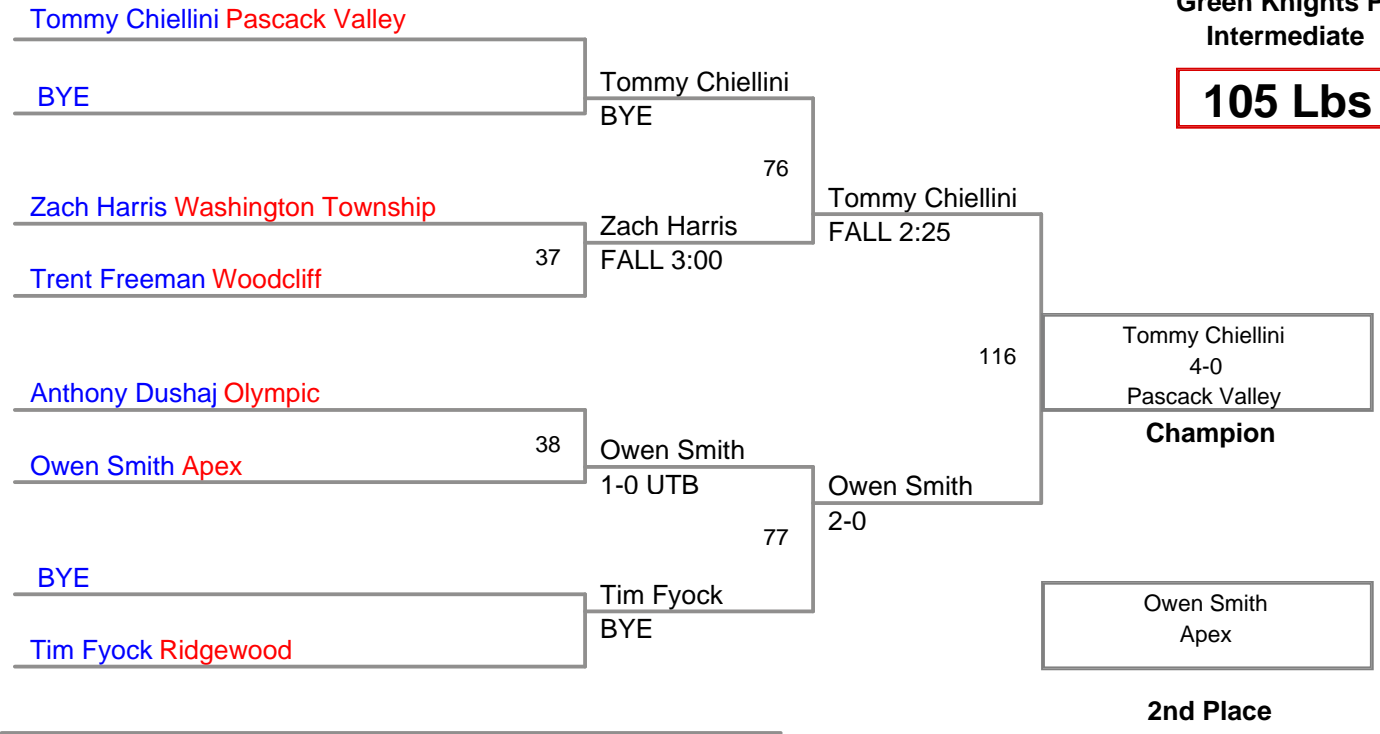 Green Knights
Intermediate
105 Lbs
Tommy Chiellini Pascack Valley
BYE
Tommy Chiellini
BYE
76
Zach Harris Washington Township
37
Trent Freeman Woodcliff
Zach Harris
FALL 3:00
Tommy Chiellini
FALL 2:25
116
Anthony Dushaj Olympic
38
Owen Smith Apex
Owen Smith
1-0 UTB
77
Owen Smith
2-0
BYE
Tim Fyock Ridgewood
Tim Fyock
BYE
Tommy Chiellini
4-0
Pascack Valley
Champion
Owen Smith
Apex
2nd Place